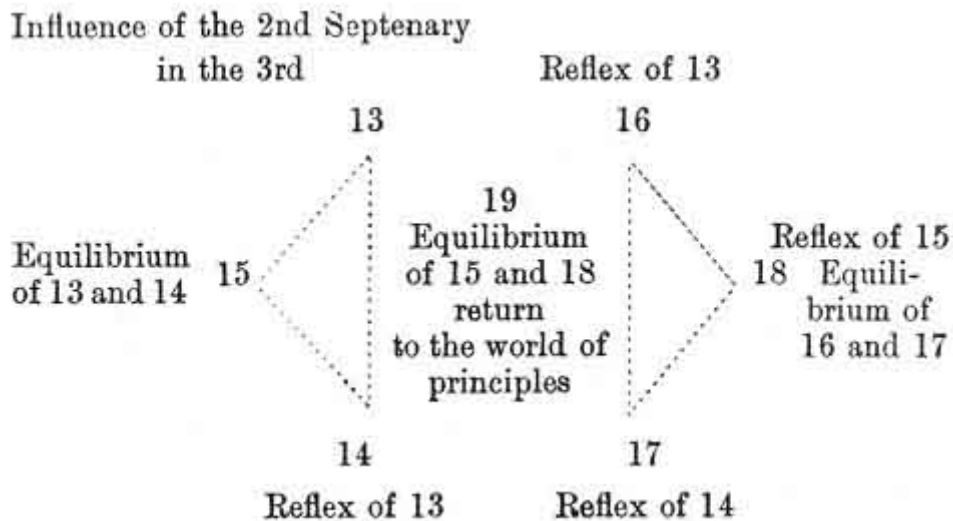 Influence of the 2nd Septenary
in the 3rd
Reflex of 13
13
16
19
Equilibrium
of 15 and 18
return
to the world of
principles
Equilibrium
of 13 and 14
15
18
Reflex of 15
Equili-
brium of
16 and 17
14
17
Reflex of 13
Reflex of 14